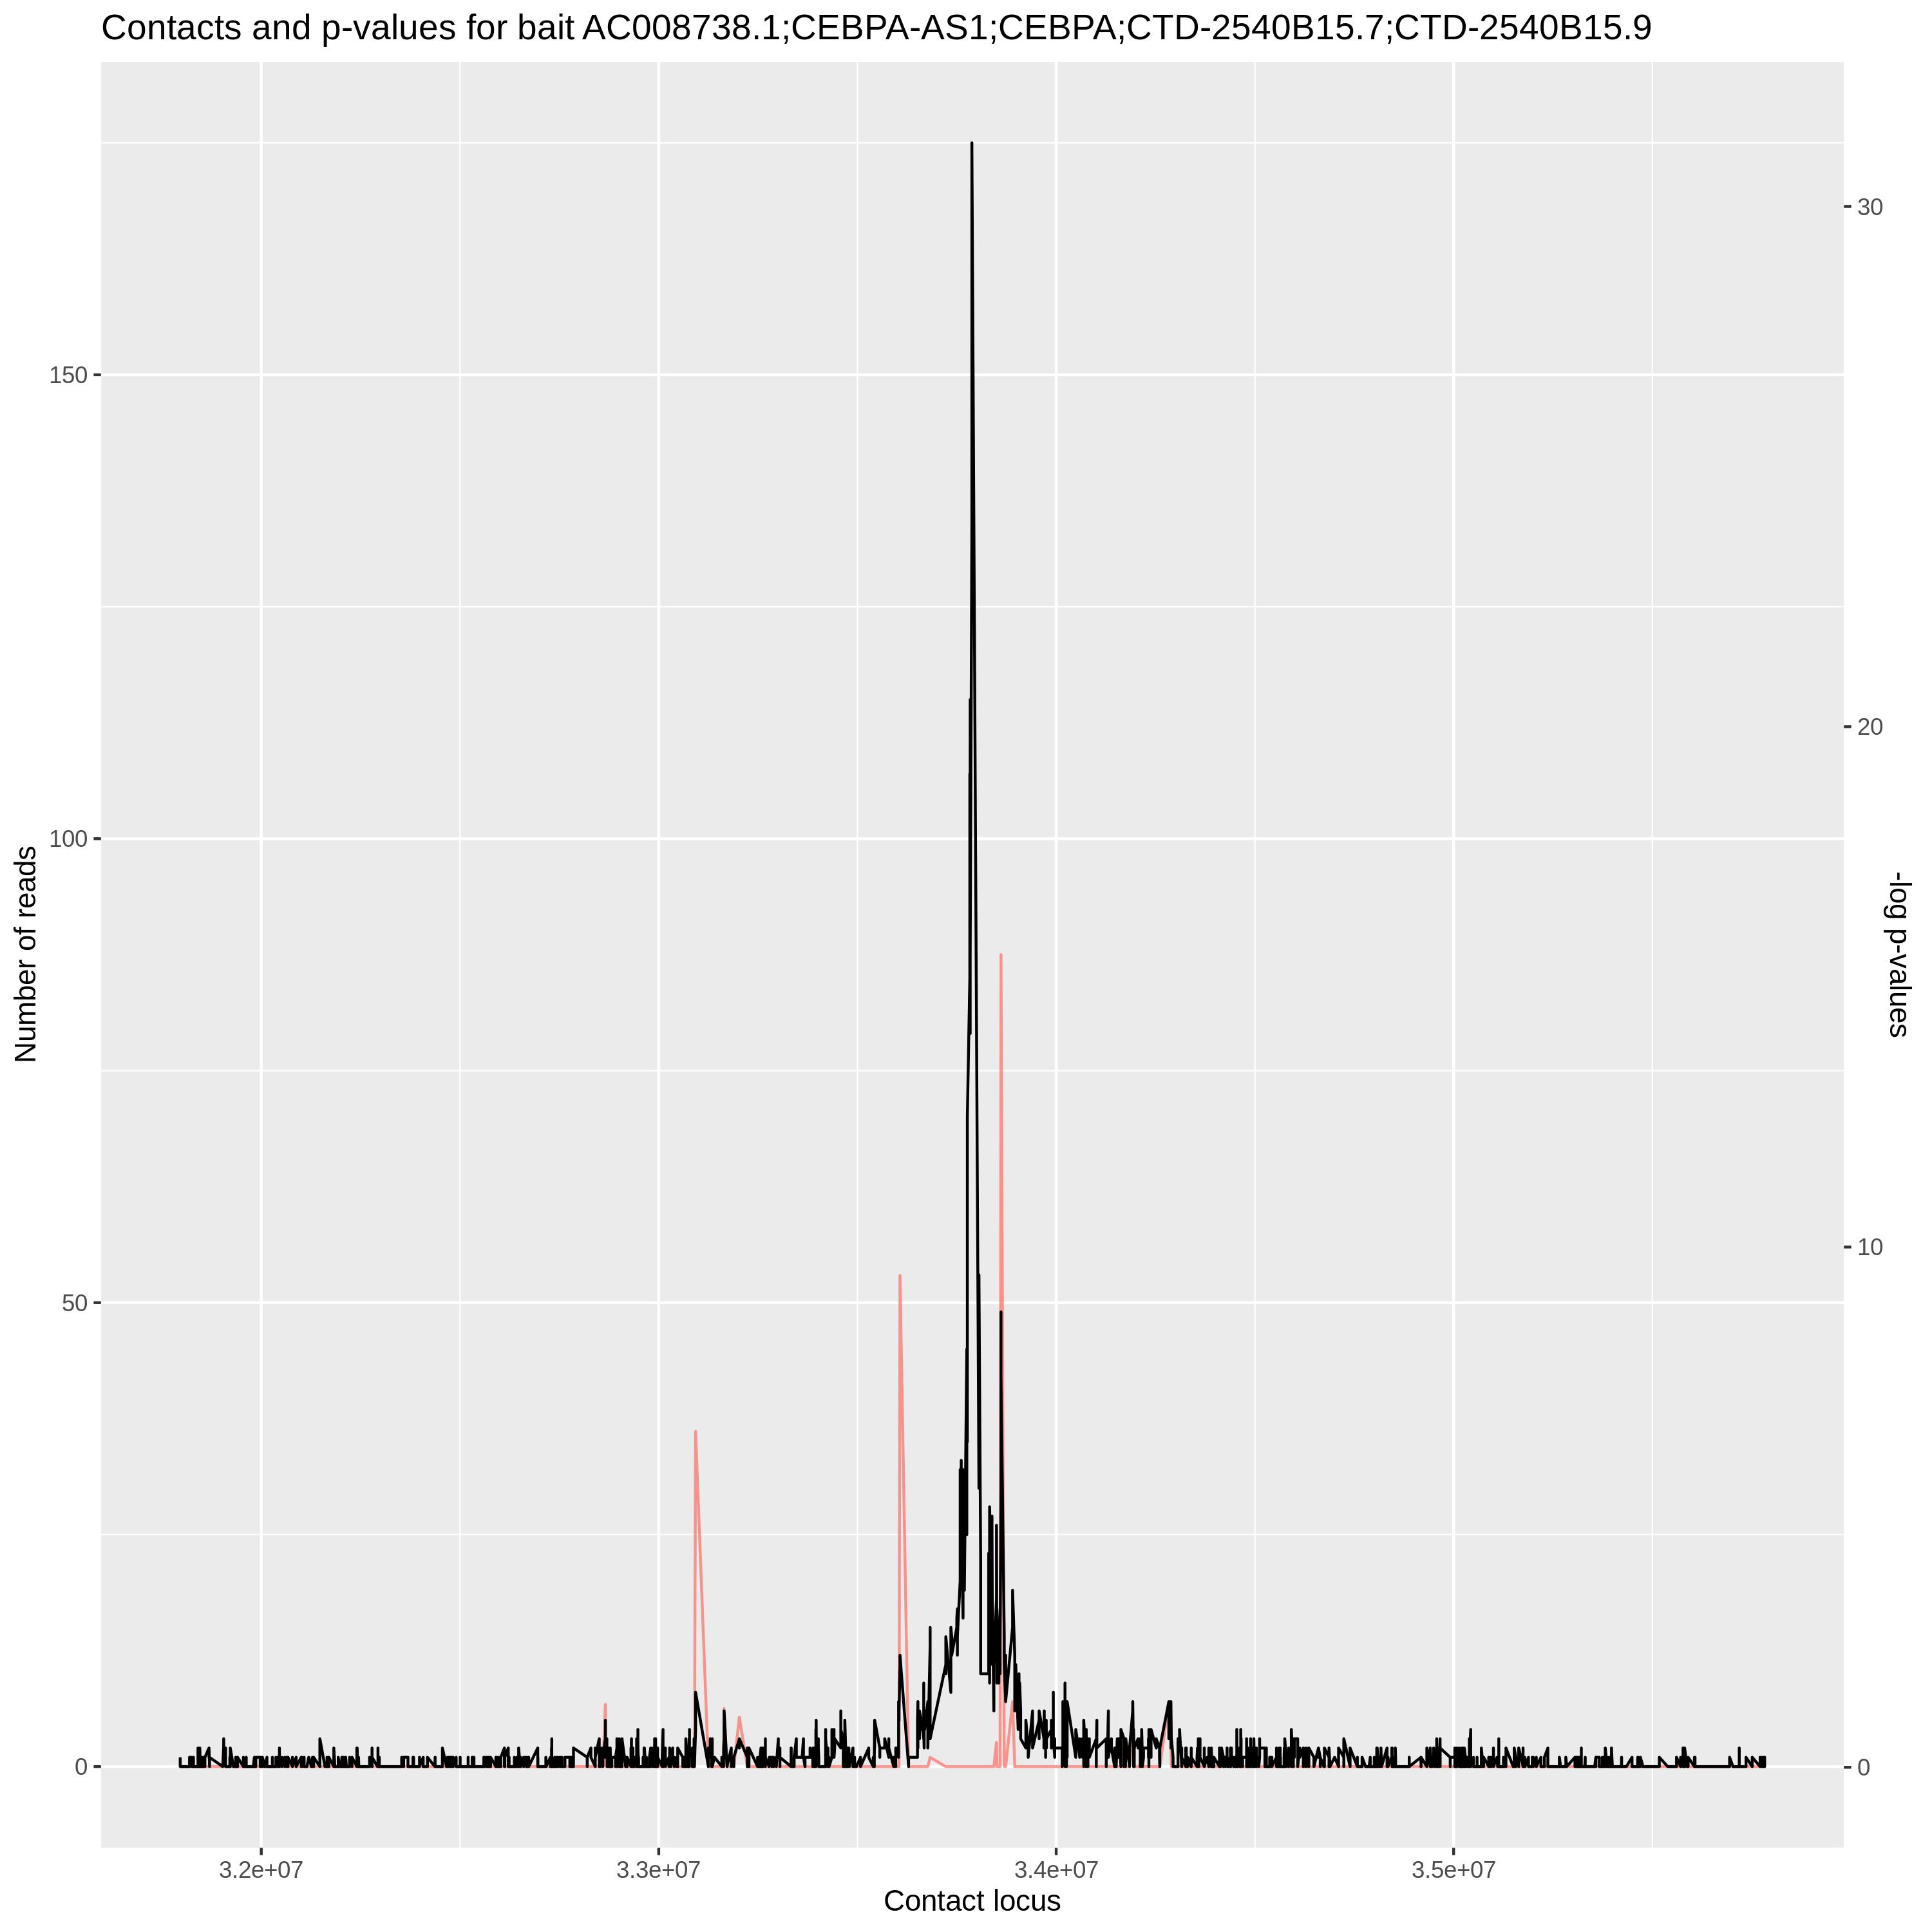 Contacts and p-values for bait AC008738.1;CEBPA-AS1;CEBPA;CTD-2540B15.7;CTD-2540B15.9
150
100
50
0
Number of reads
30
20
10
0
-log p-values
3.2e+07
3.3e+07
3.4e+07
3.5e+07
Contact locus